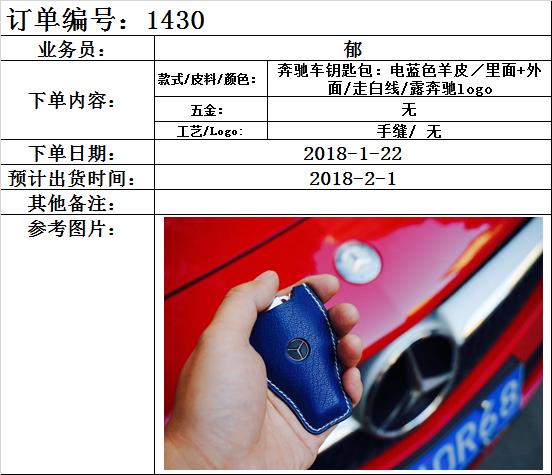 订单编号：1430
业务员：
郁
下单内容：
款式/皮料/颜色：
奔驰车钥匙包：电蓝色羊皮／里面+外
面/走白线/露奔驰logo
五金：
无
工艺/Logo:
手缝/ 无
下单日期：
2018-1-22
预计出货时间：
2018-2-1
其他备注：
参考图片：
OR68